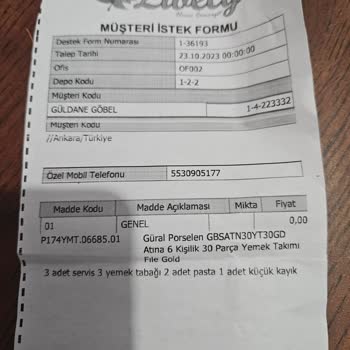 Lovely
MÜŞTERİ İSTEK FORMU
Destek Form Numarası 1-36193
Talep Tarihi 23.10.2023 00:00:00
Ofis OF002
Depo Kodu 1-2-2
Müşteri Kodu
GÜLDANE GÖBEL 1-4-223332
Müşteri Kodu
//Ankara/Türkiye
Özel Mobil Telefonu 5530905177
Madde Kodu Madde Açıklaması Mikta Fiyat
01 GENEL 0,00
P174YMT.06685.01 Güral Porselen GBSATN30YT30GD
Atina 6 Kişilik 30 Parça Yemek Takımı
File Gold
3 adet servis 3 yemek tabağı 2 adet pasta 1 adet küçük kayık